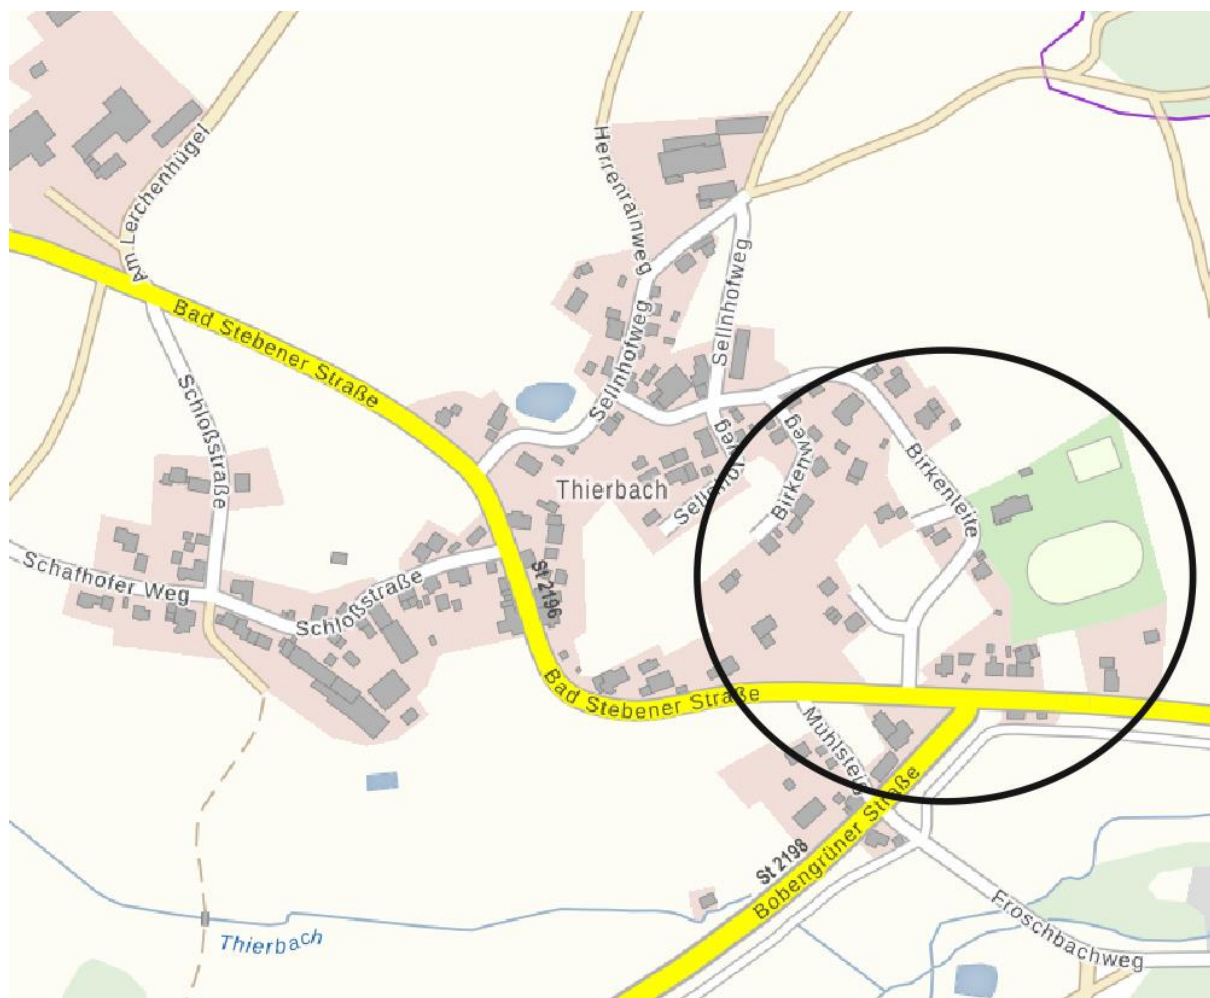 Am Lerchenhügel
Herrenrainweg
Sellnhofweg
Sellnhofweg
Bad Stebener Straße
Schloßstraße
Sellnhofweg
Birkenweg
Birkenleite
Thierbach
Schafhofer Weg
Schloßstraße
St 2196
Bad Stebener Straße
Mühlsteig
St 2198
Bobengrüner Straße
Froschbachweg
Thierbach